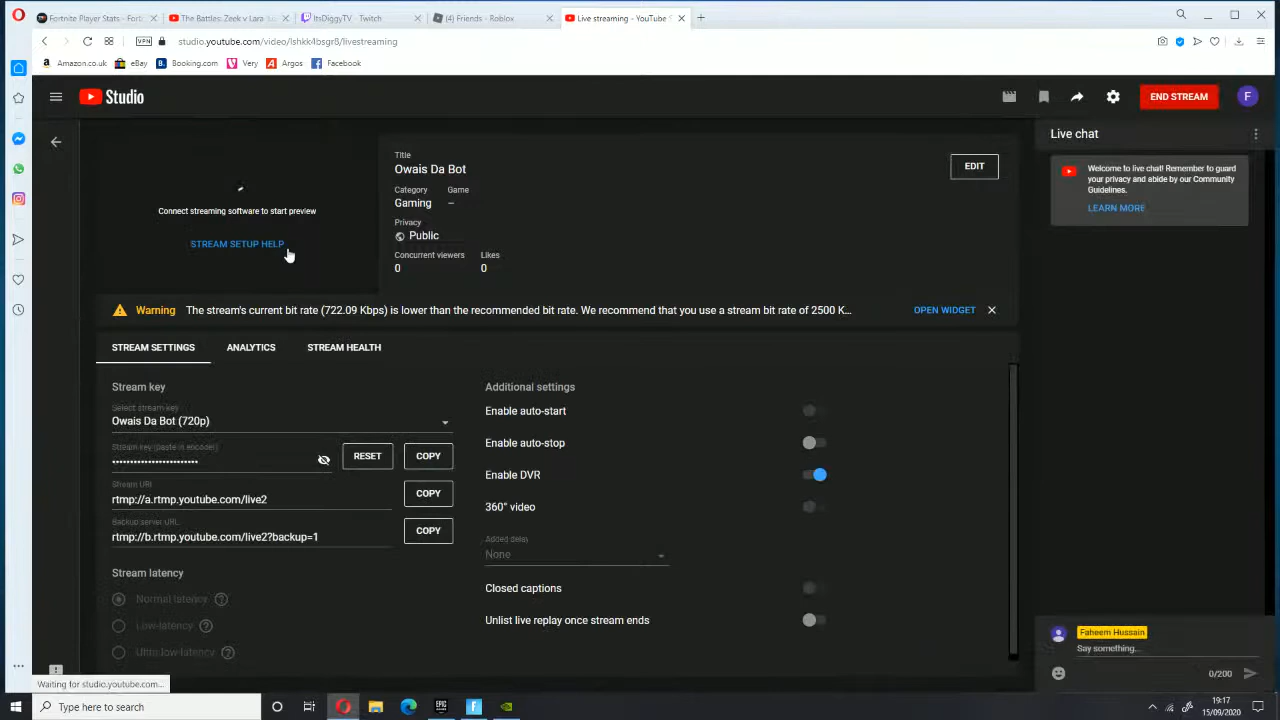 Fortnite Player Stats - Fort
The Battles: Zeek v Lara
ItsDiggyTV - Twitch
(4) Friends - Roblox
Live streaming - YouTube S
VPN
studio.youtube.com/video/lshkk4bsgr8/livestreaming
Amazon.co.uk
eBay
Booking.com
Very
Argos
Facebook
Studio
END STREAM
F
Live chat
Welcome to live chat! Remember to guard
your privacy and abide by our Community
Guidelines.
LEARN MORE
Connect streaming software to start preview
STREAM SETUP HELP
Title
Owais Da Bot
EDIT
Category Game
Gaming –
Privacy
Public
Concurrent viewers Likes
0 0
Warning The stream's current bit rate (722.09 Kbps) is lower than the recommended bit rate. We recommend that you use a stream bit rate of 2500 K...
OPEN WIDGET
STREAM SETTINGS ANALYTICS STREAM HEALTH
Stream key
Select stream key
Owais Da Bot (720p)
Stream key (paste in encoder)
RESET COPY
Stream URL
rtmp://a.rtmp.youtube.com/live2
COPY
Backup server URL
rtmp://b.rtmp.youtube.com/live2?backup=1
COPY
Stream latency
Normal latency
Low-latency
Ultra low-latency
Additional settings
Enable auto-start
Enable auto-stop
Enable DVR
360° video
Added delay
None
Closed captions
Unlist live replay once stream ends
Faheem Hussain
Say something...
0/200
Waiting for studio.youtube.com...
Type here to search
EPIC
19:17
15/09/2020